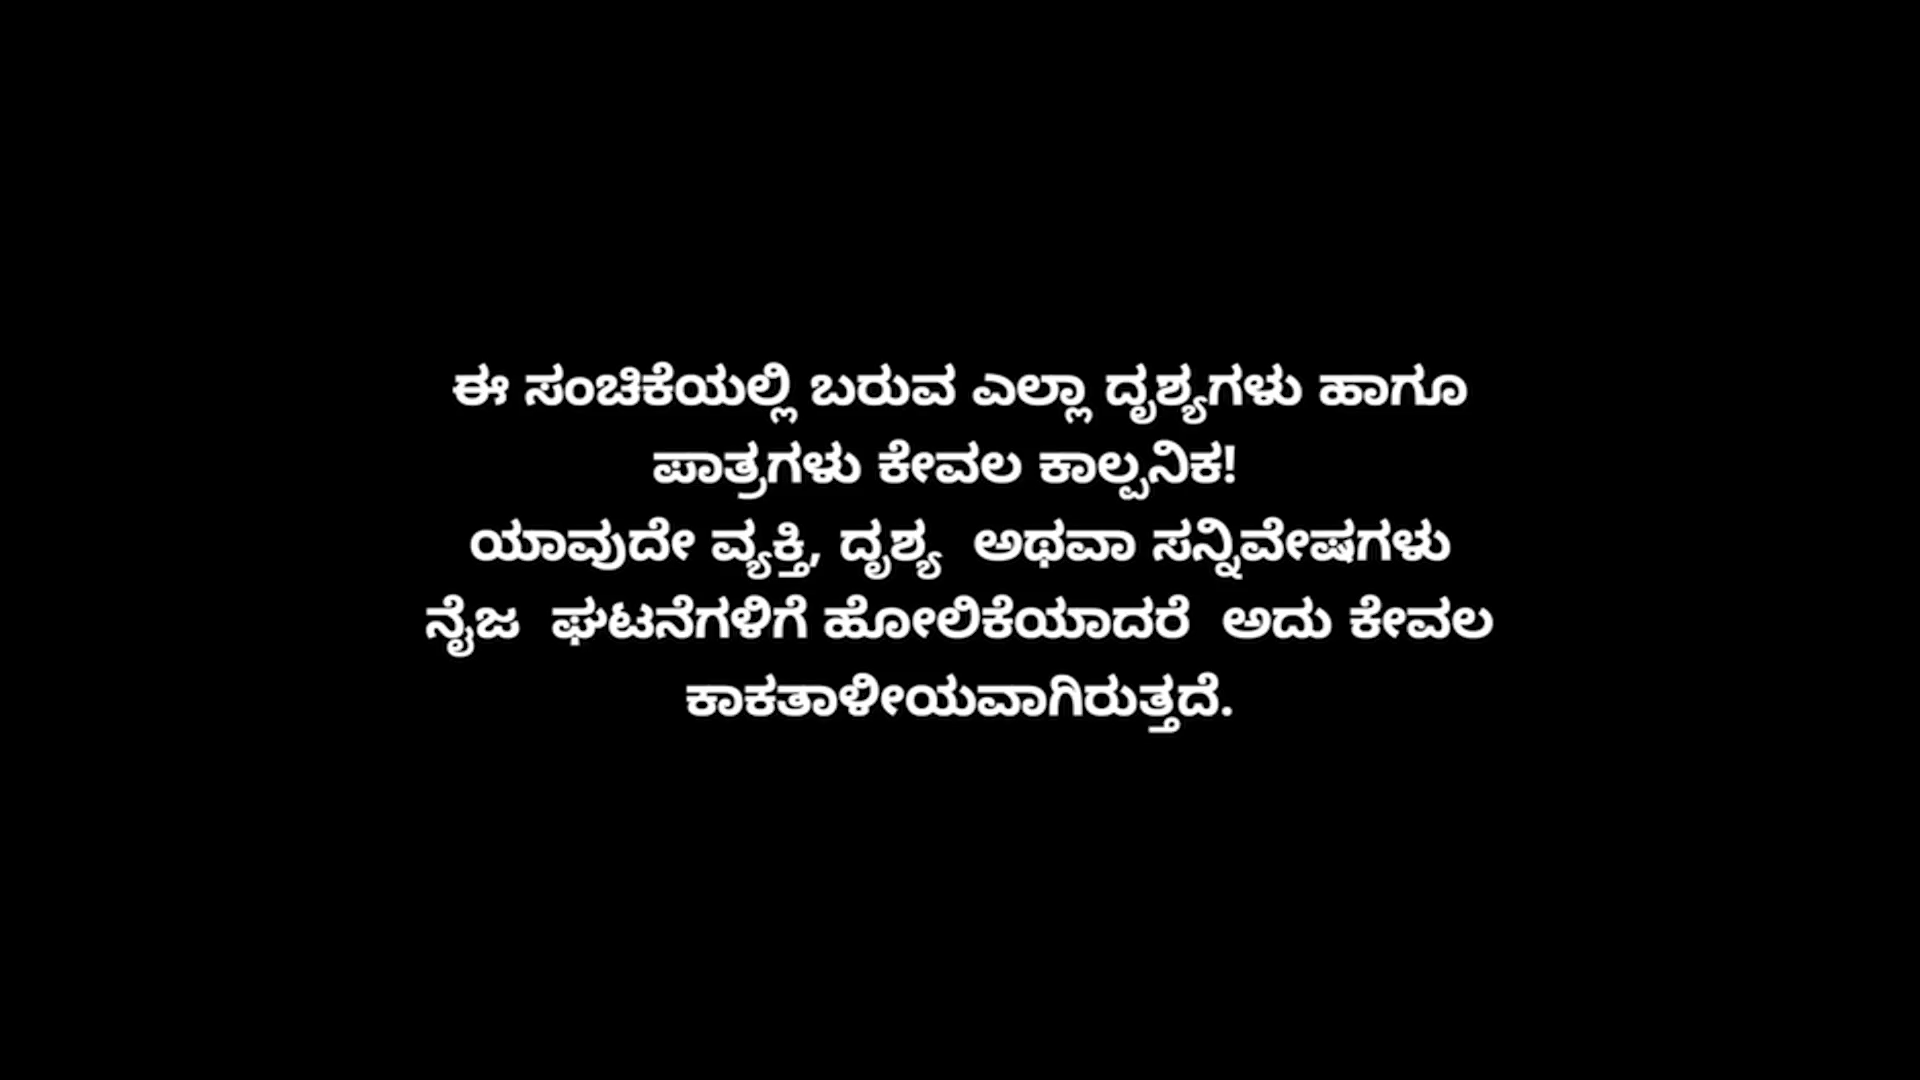 ಈ ಸಂಚಿಕೆಯಲ್ಲಿ ಬರುವ ಎಲ್ಲಾ ದೃಶ್ಯಗಳು ಹಾಗೂ
ಪಾತ್ರಗಳು ಕೇವಲ ಕಾಲ್ಪನಿಕ!
ಯಾವುದೇ ವ್ಯಕ್ತಿ, ದೃಶ್ಯ ಅಥವಾ ಸನ್ನಿವೇಷಗಳು
ನೈಜ ಘಟನೆಗಳಿಗೆ ಹೋಲಿಕೆಯಾದರೆ ಅದು ಕೇವಲ
ಕಾಕತಾಳೀಯವಾಗಿರುತ್ತದೆ.